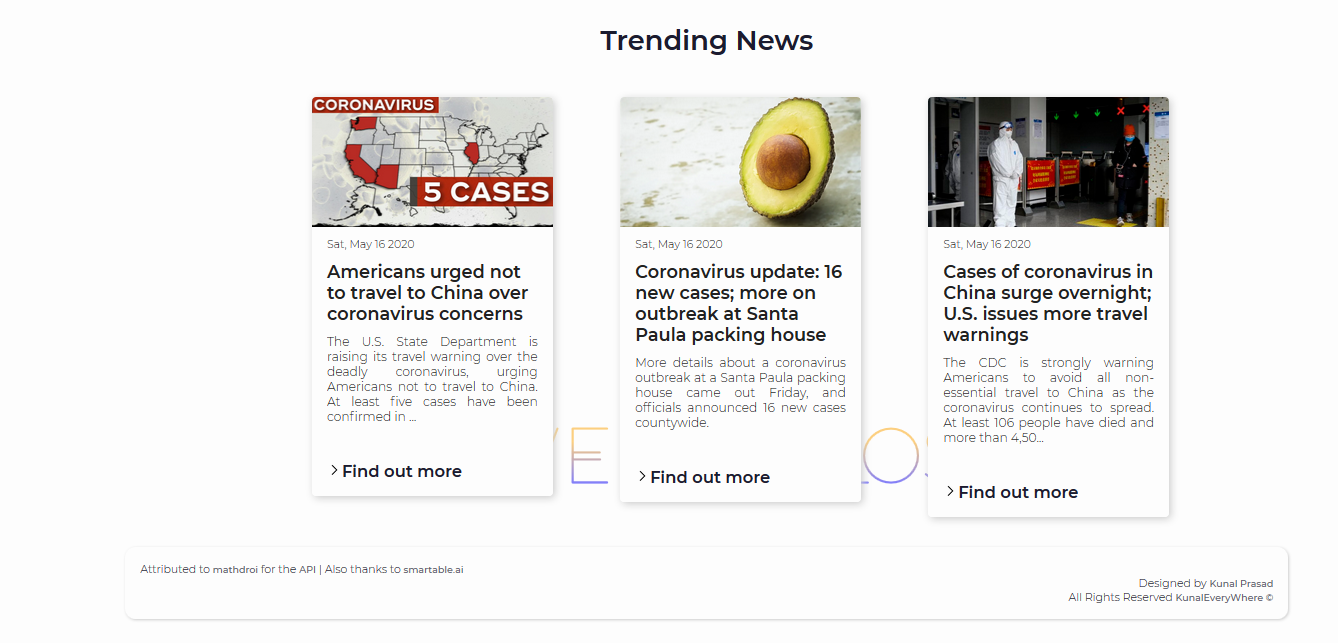 Trending News
CORONAVIRUS
5 CASES
Sat, May 16 2020
Americans urged not
to travel to China over
coronavirus concerns
The U.S. State Department is
raising its travel warning over the
deadly coronavirus, urging
Americans not to travel to China.
At least five cases have been
confirmed in ...
Find out more
Sat, May 16 2020
Coronavirus update: 16
new cases; more on
outbreak at Santa
Paula packing house
More details about a coronavirus
outbreak at a Santa Paula packing
house came out Friday, and
officials announced 16 new cases
countywide.
Find out more
Sat, May 16 2020
Cases of coronavirus in
China surge overnight;
U.S. issues more travel
warnings
The CDC is strongly warning
Americans to avoid all non-
essential travel to China as the
coronavirus continues to spread.
At least 106 people have died and
more than 4,50...
Find out more
Attributed to mathdroi for the API | Also thanks to smartable.ai
Designed by Kunal Prasad
All Rights Reserved KunalEveryWhere ©